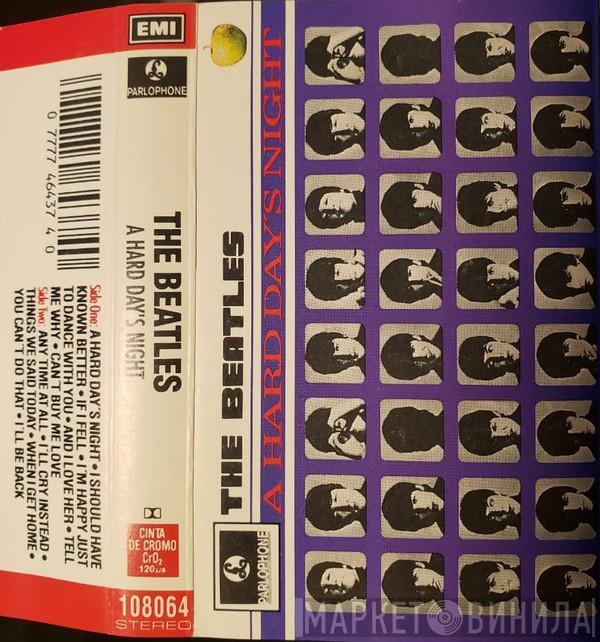 EMI
PARLOPHONE
0 7777 46437 4 0
THE BEATLES
A HARD DAY'S NIGHT
Side One: A HARD DAY'S NIGHT • I SHOULD HAVE
KNOWN BETTER • IF I FELL • I'M HAPPY JUST
TO DANCE WITH YOU • AND I LOVE HER • TELL
ME WHY • CAN'T BUY ME LOVE
Side Two: ANY TIME AT ALL • I'LL CRY INSTEAD •
THINGS WE SAID TODAY • WHEN I GET HOME •
YOU CAN'T DO THAT • I'LL BE BACK
CINTA
DE CROMO
CrO2
120 μs
108064
STEREO
THE BEATLES
A HARD DAY'S NIGHT
PARLOPHONE
МАРКЕТ ВИНИЛА